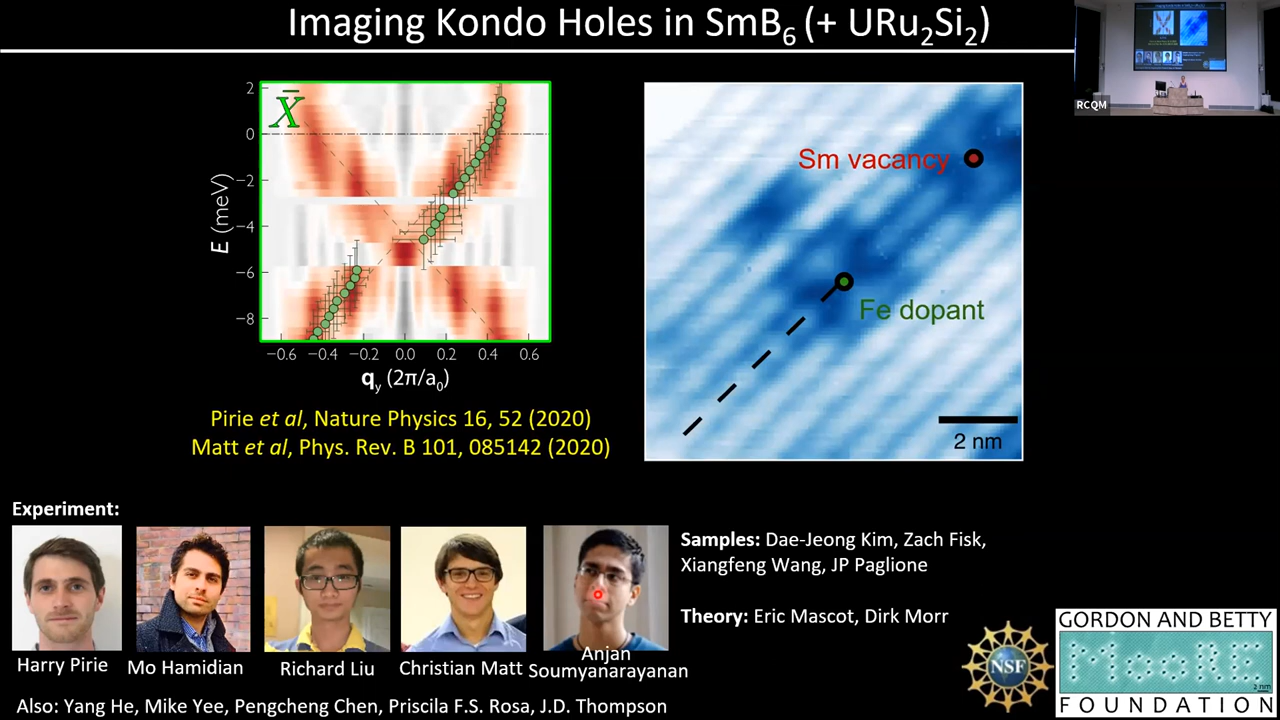 Imaging Kondo Holes in SmB6 (+ URu2Si2)
RCQM
X̄
2
0
−2
−4
−6
−8
E (meV)
−0.6 −0.4 −0.2 0.0 0.2 0.4 0.6
qy (2π/a0)
Sm vacancy
Fe dopant
2 nm
Pirie et al, Nature Physics 16, 52 (2020)
Matt et al, Phys. Rev. B 101, 085142 (2020)
Experiment:
Harry Pirie
Mo Hamidian
Richard Liu
Christian Matt
Anjan
Soumyanarayanan
Also: Yang He, Mike Yee, Pengcheng Chen, Priscila F.S. Rosa, J.D. Thompson
Samples: Dae-Jeong Kim, Zach Fisk,
Xiangfeng Wang, JP Paglione
Theory: Eric Mascot, Dirk Morr
NSF
GORDON AND BETTY
MOORE
2 nm
FOUNDATION